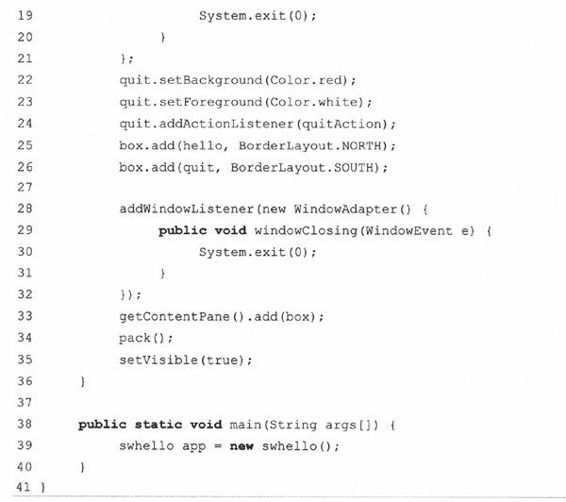 19 System.exit(0);
20 }
21 };
22 quit.setBackground(Color.red);
23 quit.setForeground(Color.white);
24 quit.addActionListener(quitAction);
25 box.add(hello, BorderLayout.NORTH);
26 box.add(quit, BorderLayout.SOUTH);
27
28 addWindowListener(new WindowAdapter() {
29 public void windowClosing(WindowEvent e) {
30 System.exit(0);
31 }
32 });
33 getContentPane().add(box);
34 pack();
35 setVisible(true);
36 }
37
38 public static void main(String args[]) {
39 swhello app = new swhello();
40 }
41 }